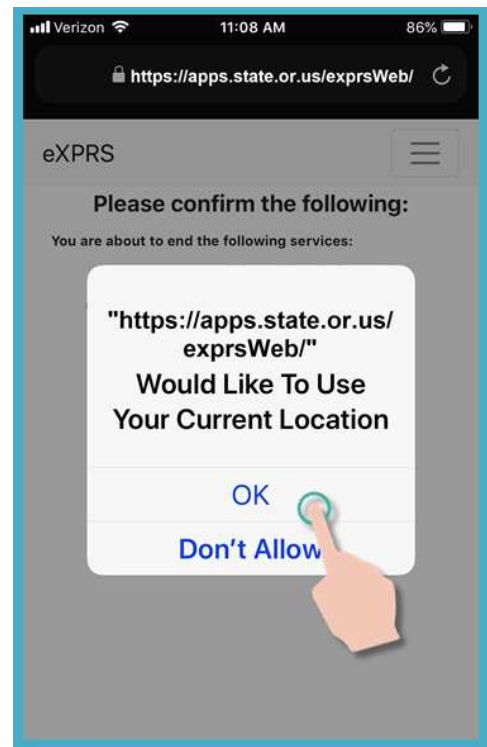 Verizon 11:08 AM 86%
https://apps.state.or.us/exprsWeb/
eXPRS
Please confirm the following:
You are about to end the following services:
"https://apps.state.or.us/
exprsWeb/"
Would Like To Use
Your Current Location
OK
Don't Allow